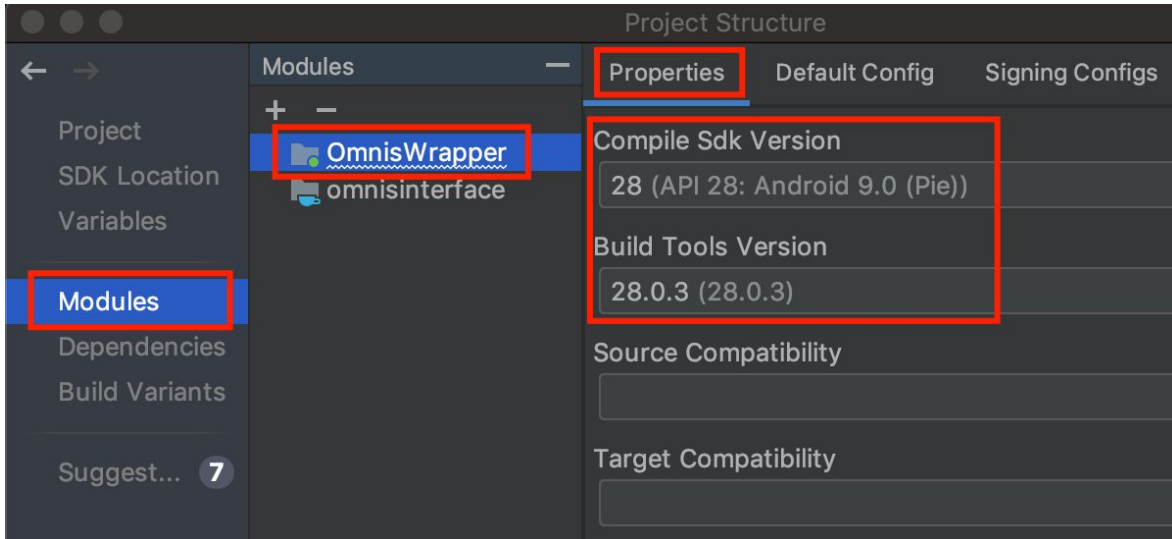 Project Structure
Project
SDK Location
Variables
Modules
Dependencies
Build Variants
Suggest... 7
Modules
OmnisWrapper
omnisinterface
Properties
Default Config
Signing Configs
Compile Sdk Version
28 (API 28: Android 9.0 (Pie))
Build Tools Version
28.0.3 (28.0.3)
Source Compatibility
Target Compatibility